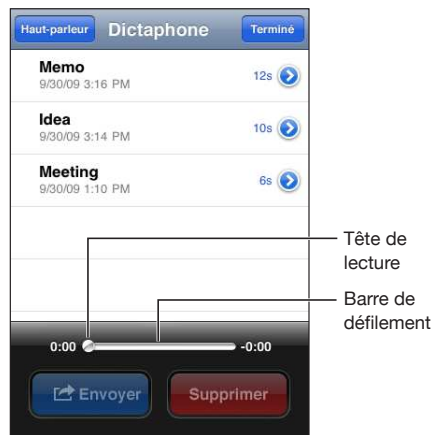 Haut-parleur Dictaphone Terminé
Memo
9/30/09 3:16 PM
12s
Idea
9/30/09 3:14 PM
10s
Meeting
9/30/09 1:10 PM
6s
Tête de
lecture
Barre de
défilement
0:00 -0:00
Envoyer Supprimer